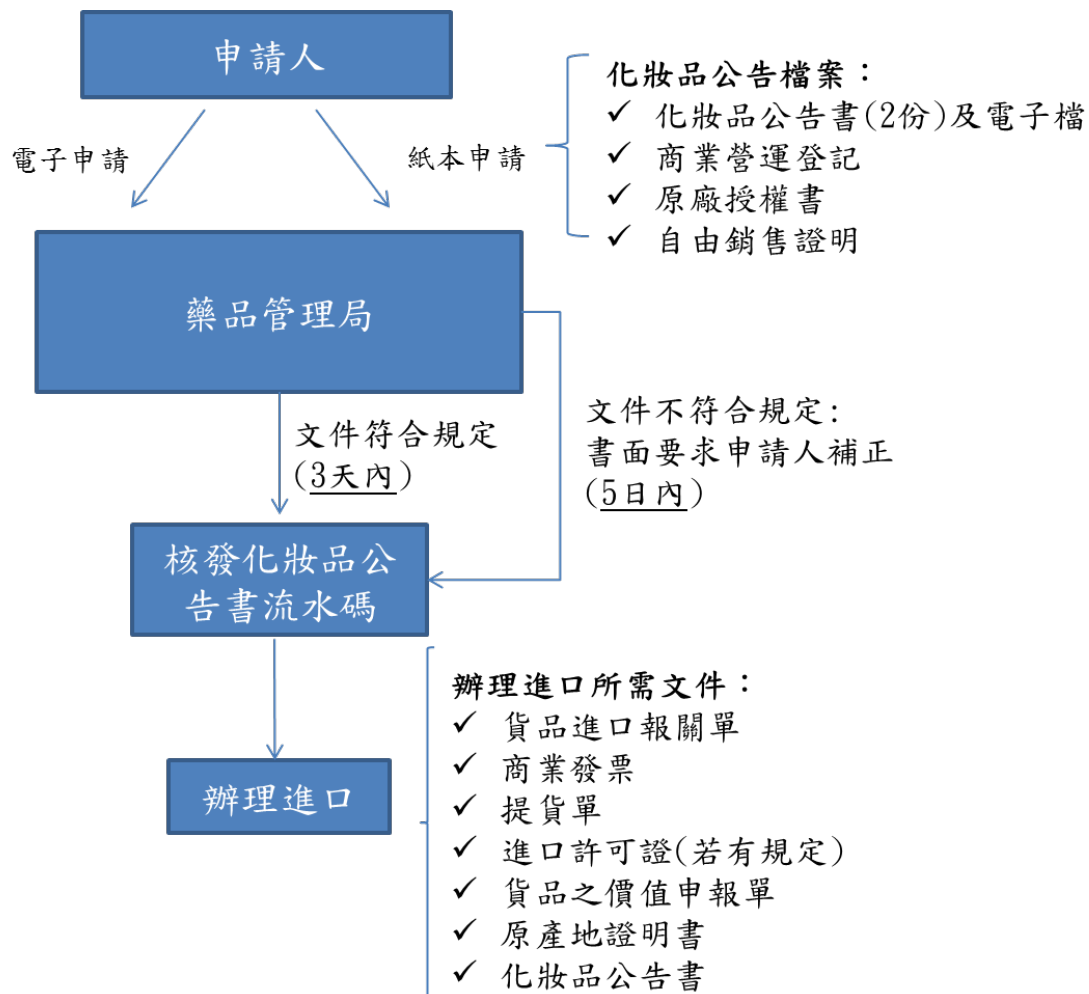 申請人
電子申請
紙本申請
化妝品公告檔案：
✓ 化妝品公告書(2份)及電子檔
✓ 商業營運登記
✓ 原廠授權書
✓ 自由銷售證明
藥品管理局
文件符合規定
(3天內)
文件不符合規定:
書面要求申請人補正
(5日內)
核發化妝品公
告書流水碼
辦理進口
辦理進口所需文件：
✓ 貨品進口報關單
✓ 商業發票
✓ 提貨單
✓ 進口許可證(若有規定)
✓ 貨品之價值申報單
✓ 原產地證明書
✓ 化妝品公告書